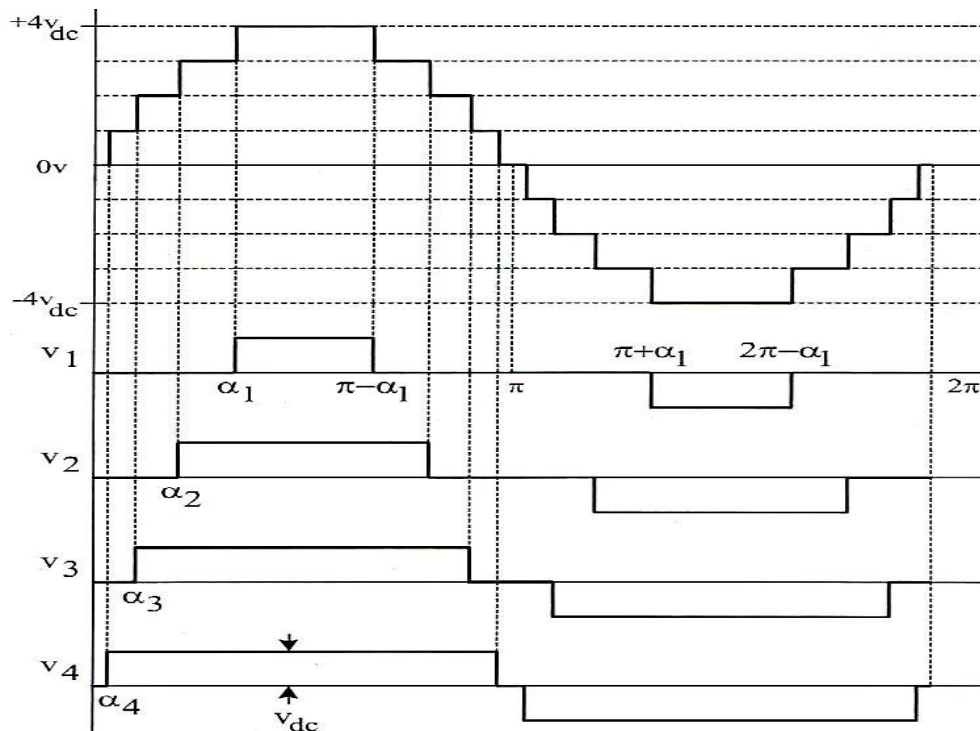 +4v_dc
0v
-4v_dc
v_1
α_1
π-α_1
π
π+α_1
2π-α_1
2π
v_2
α_2
v_3
α_3
v_4
α_4
v_dc